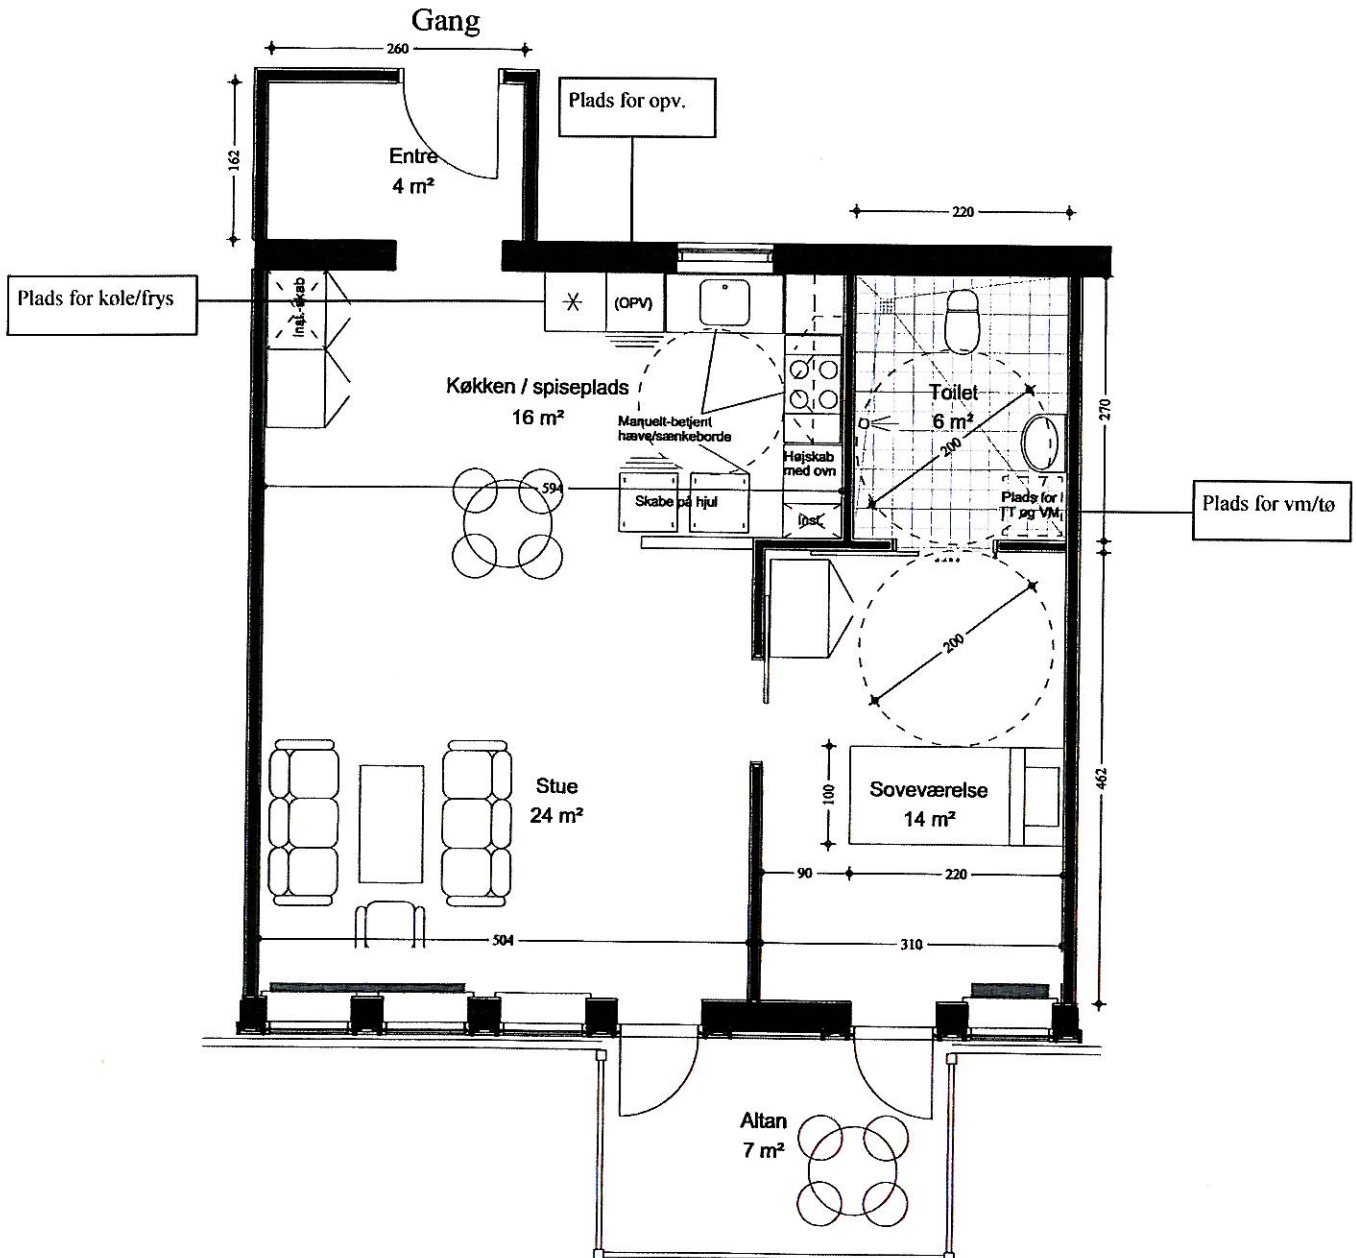 Gang
260
Plads for opv.
162
Entre
4 m²
220
Plads for køle/frys
Inst.-skab
(OPV)
Køkken / spiseplads
16 m²
Manuelt-betjent
hæve/sænkeborde
Toilet
6 m²
200
270
Højskab
med ovn
594
Skabe på hjul
Inst.
Plads for
TT og VM
Plads for vm/tø
200
462
Stue
24 m²
100
Soveværelse
14 m²
90
220
504
310
Altan
7 m²